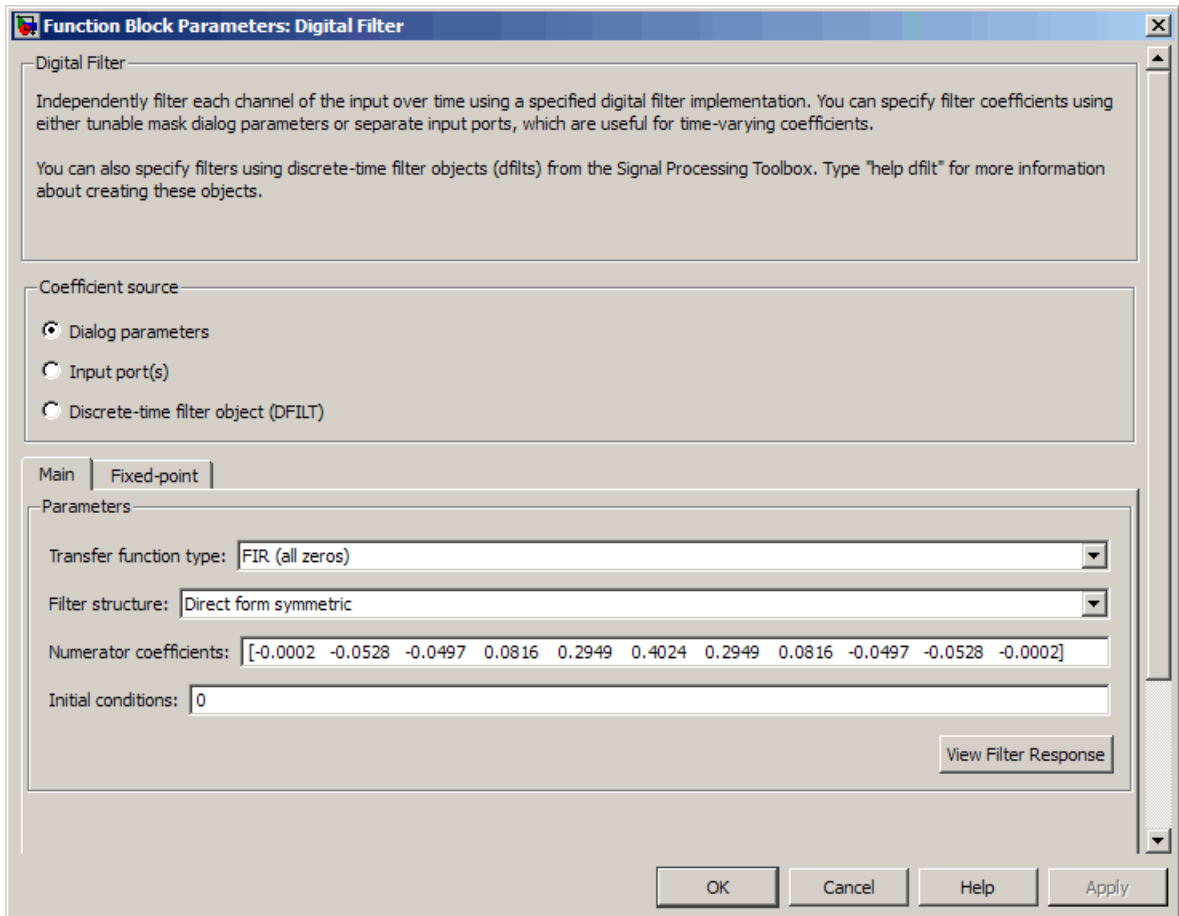 Function Block Parameters: Digital Filter
Digital Filter
Independently filter each channel of the input over time using a specified digital filter implementation. You can specify filter coefficients using
either tunable mask dialog parameters or separate input ports, which are useful for time-varying coefficients.
You can also specify filters using discrete-time filter objects (dfilts) from the Signal Processing Toolbox. Type "help dfilt" for more information
about creating these objects.
Coefficient source
Dialog parameters
Input port(s)
Discrete-time filter object (DFILT)
Main Fixed-point
Parameters
Transfer function type: FIR (all zeros)
Filter structure: Direct form symmetric
Numerator coefficients: [-0.0002 -0.0528 -0.0497 0.0816 0.2949 0.4024 0.2949 0.0816 -0.0497 -0.0528 -0.0002]
Initial conditions: 0
View Filter Response
OK Cancel Help Apply